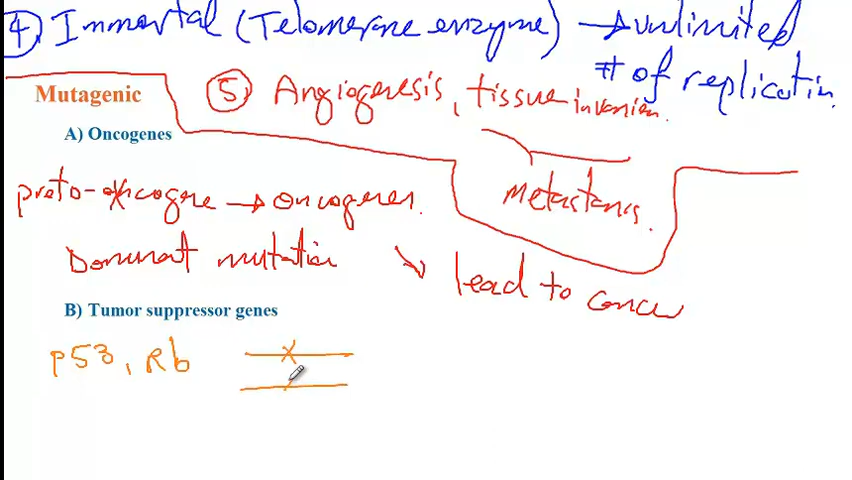 4) Immortal (Telomerase enzyme) → unlimited
# of replication.
Mutagenic
5 Angiogenesis, tissue invasion.
A) Oncogenes
Metastasis.
proto-oncogene → oncogenes.
Dominant mutation ↘ lead to cancer
B) Tumor suppressor genes
P53, Rb